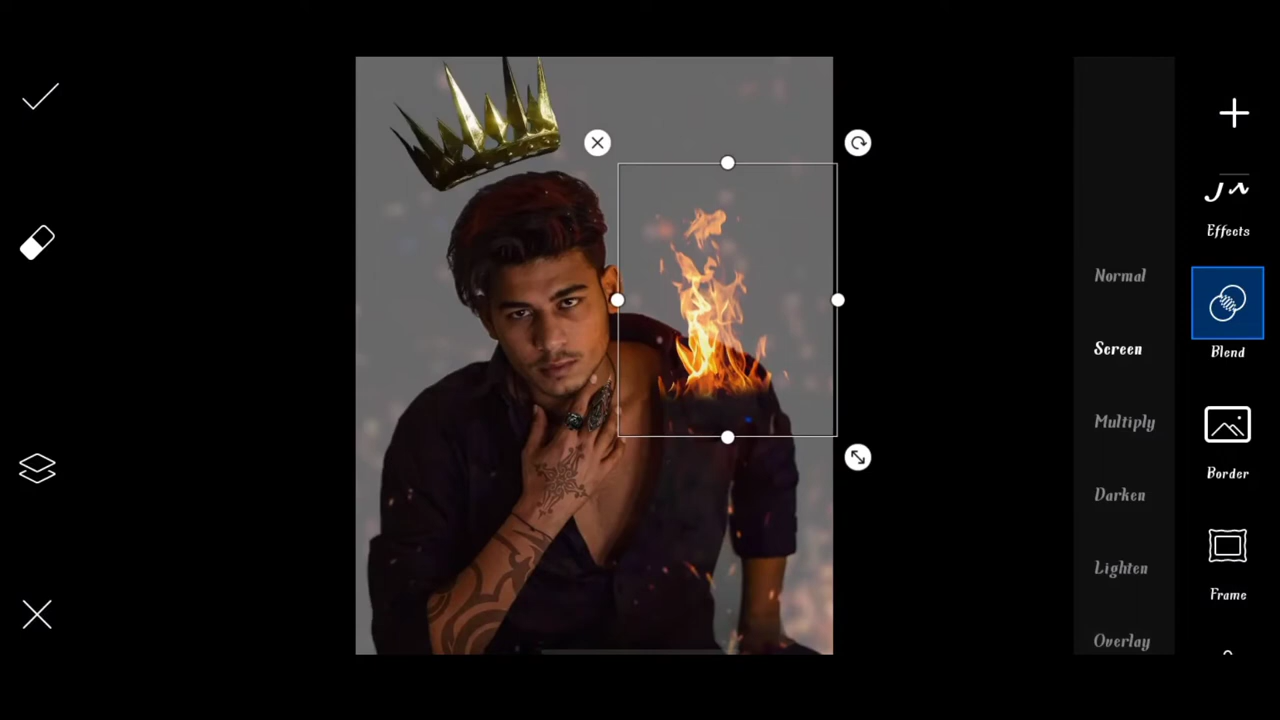 Effects
Normal
Screen
Blend
Multiply
Border
Darken
Lighten
Frame
Overlay